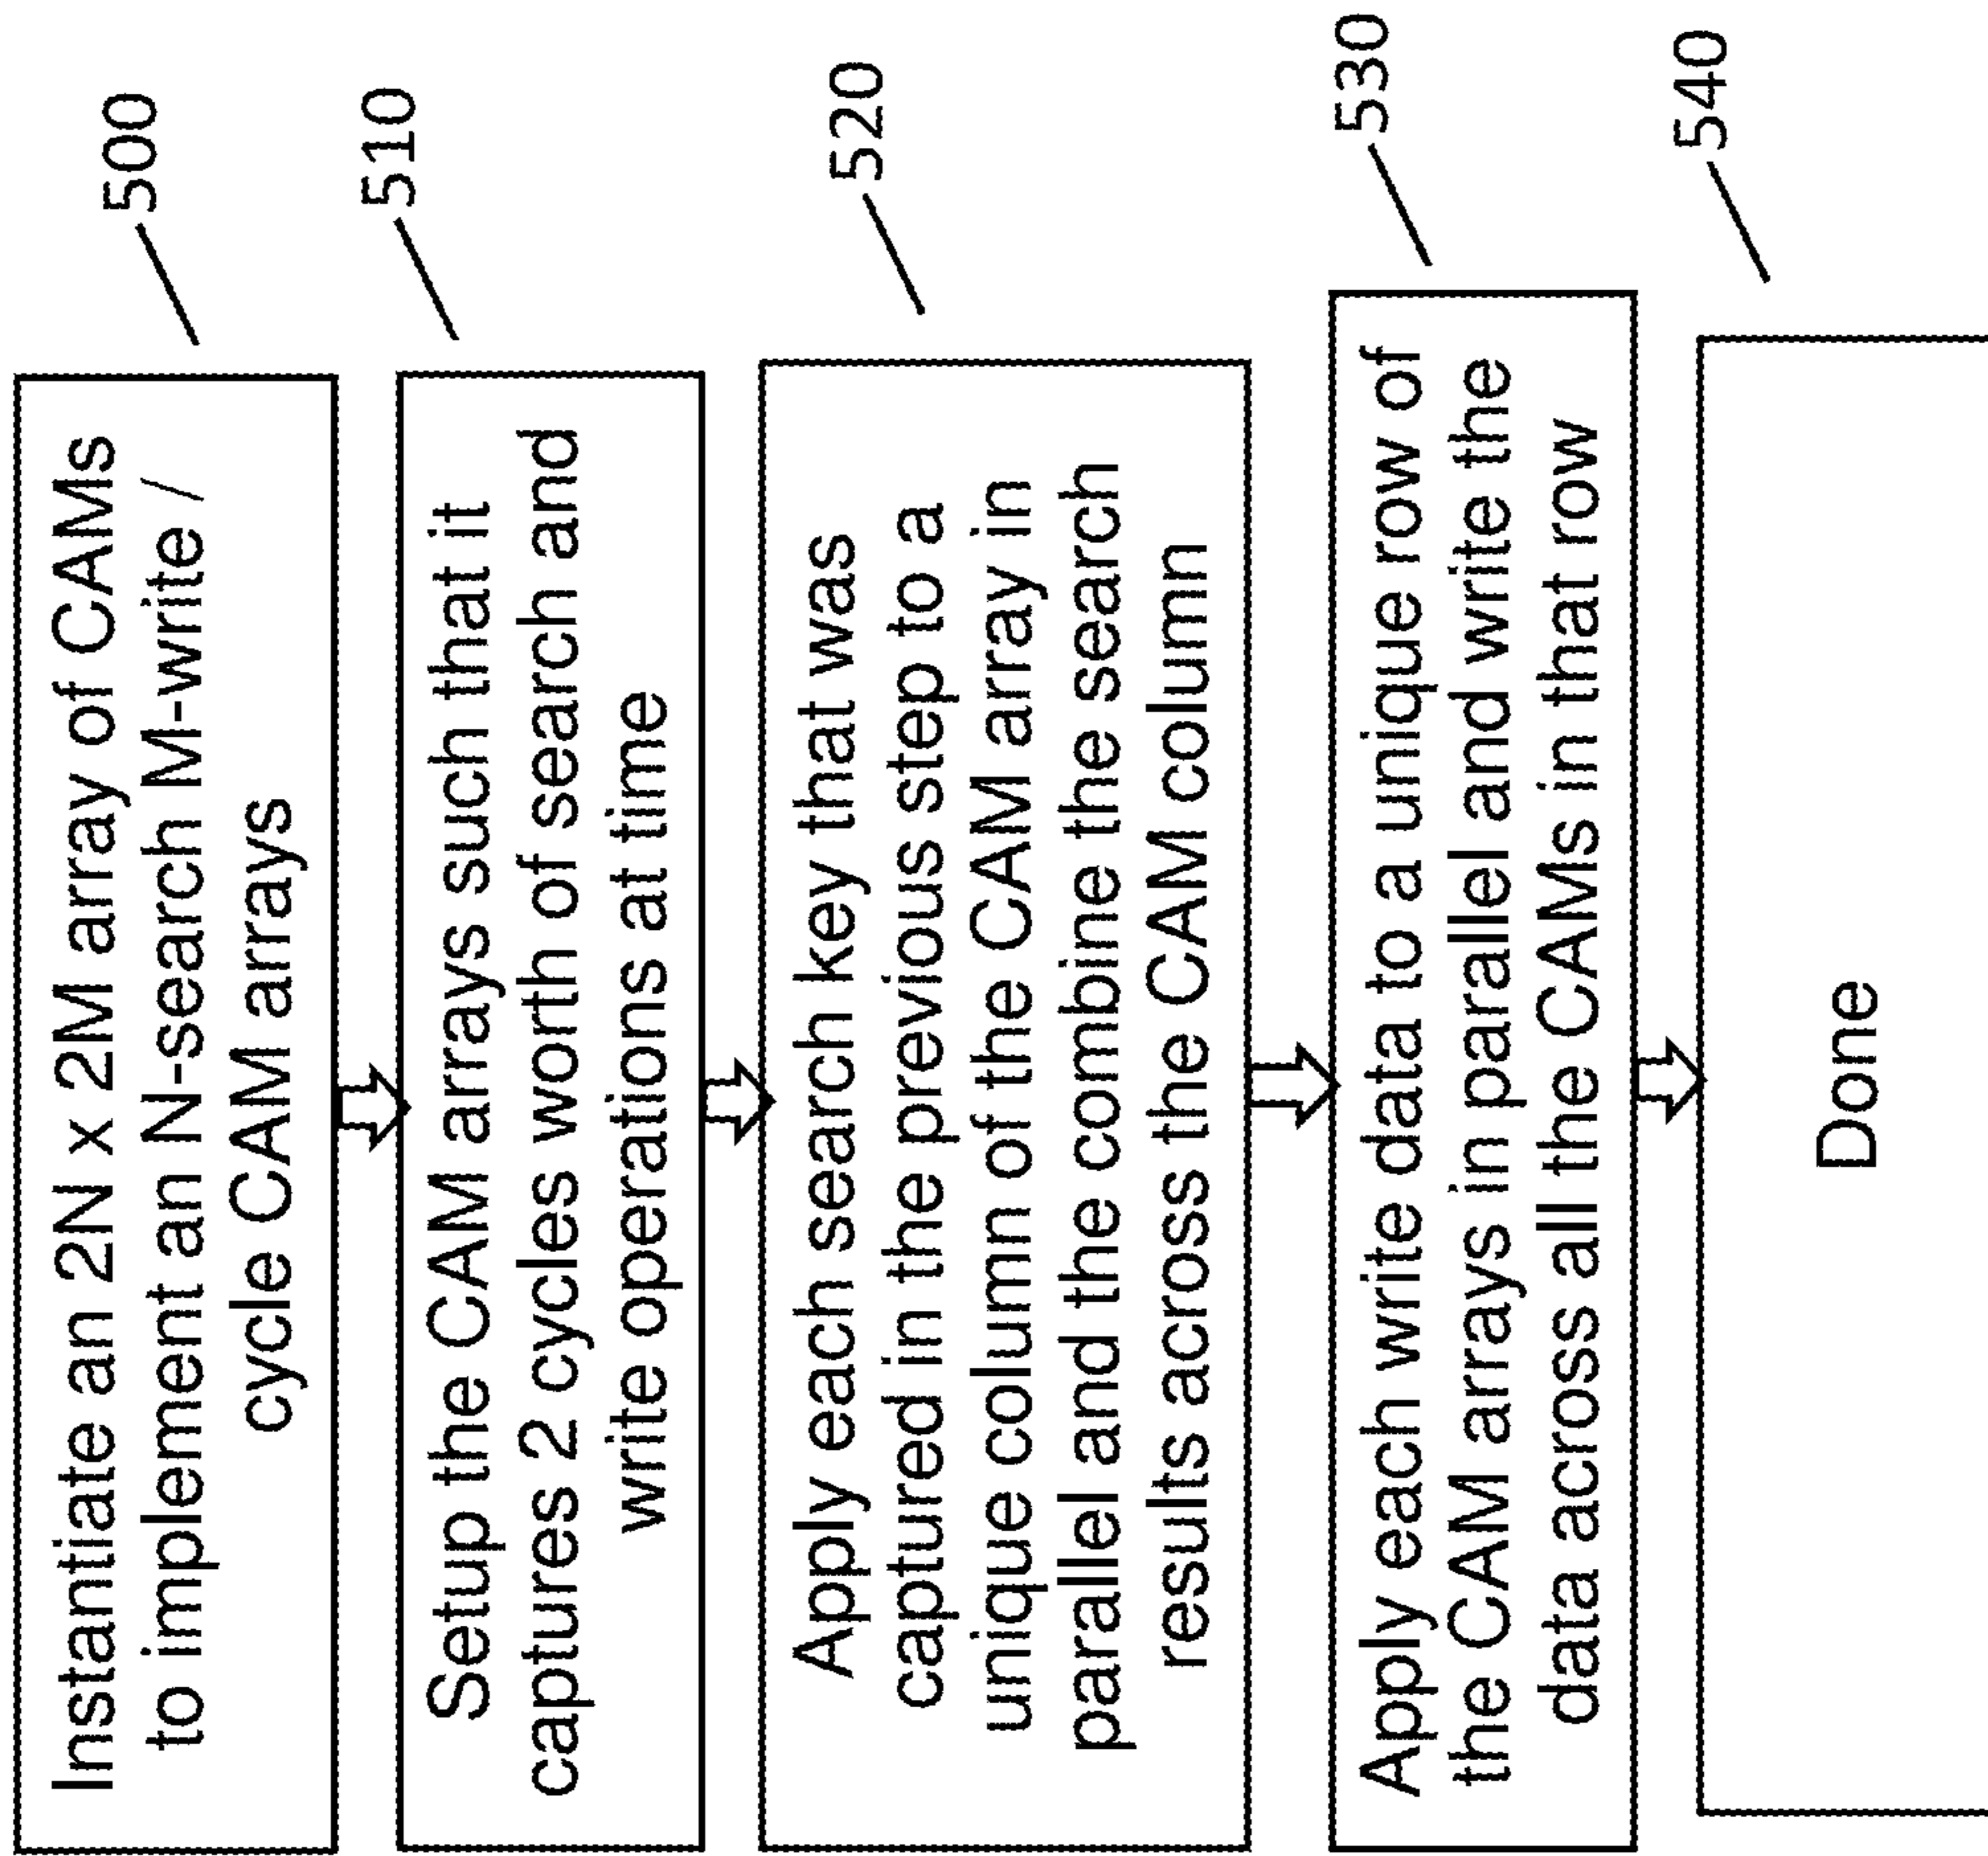 Instantiate an 2N x 2M array of CAMs
to implement an N-search M-write /
cycle CAM arrays
500
Setup the CAM arrays such that it
captures 2 cycles worth of search and
write operations at time
510
Apply each search key that was
captured in the previous step to a
unique column of the CAM array in
parallel and the combine the search
results across the CAM column
520
Apply each write data to a unique row of
the CAM arrays in parallel and write the
data across all the CAMs in that row
530
Done
540